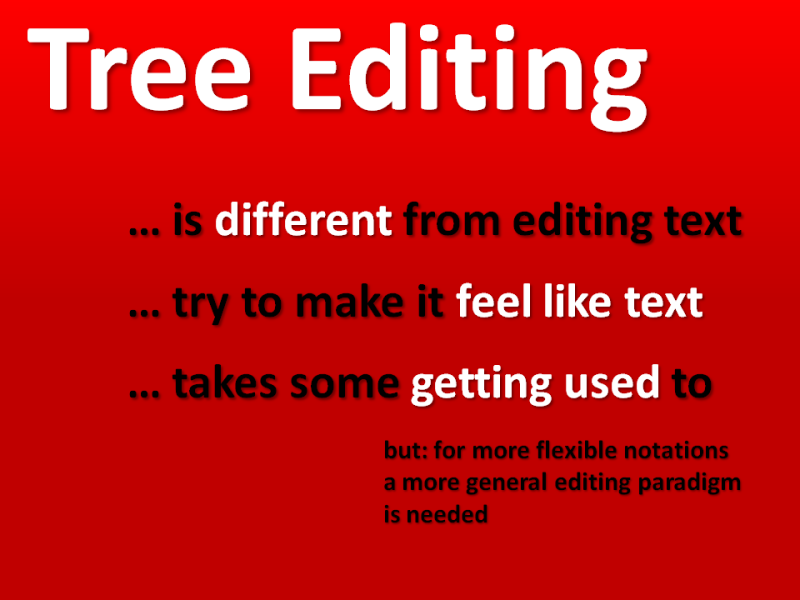 Tree Editing
... is different from editing text
... try to make it feel like text
... takes some getting used to
but: for more flexible notations
a more general editing paradigm
is needed